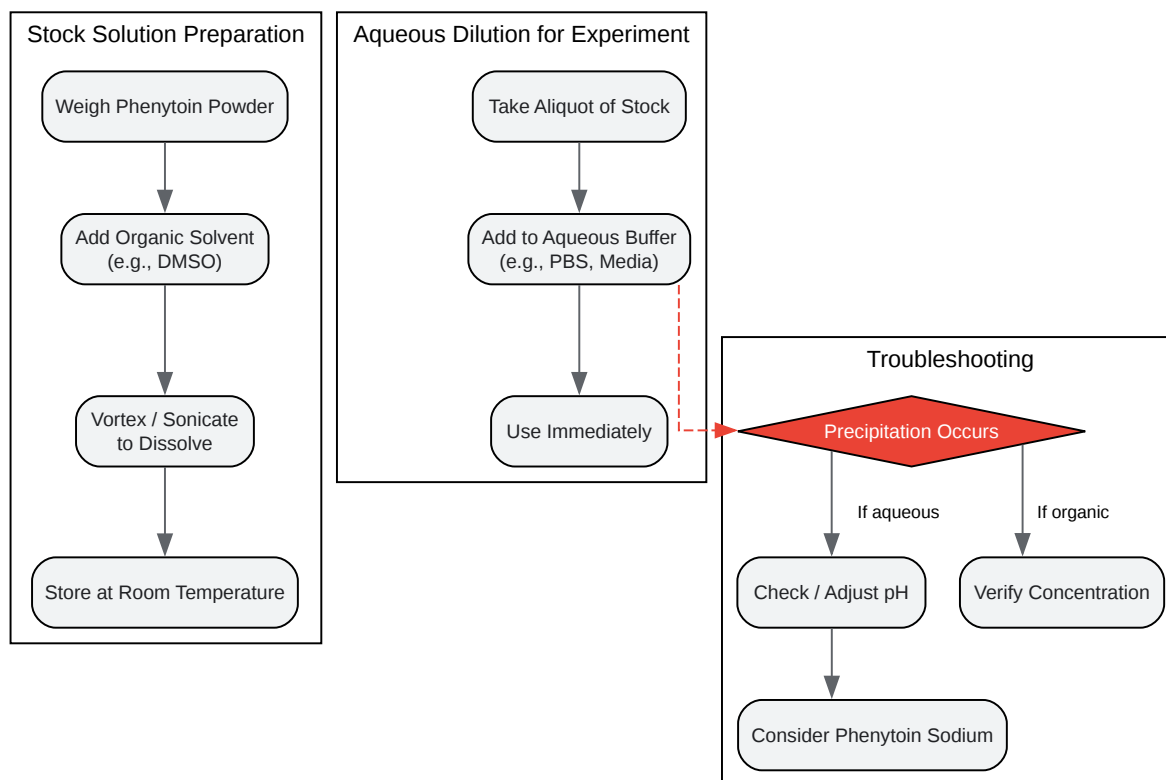 Stock Solution Preparation
Weigh Phenytoin Powder
Add Organic Solvent
(e.g., DMSO)
Vortex / Sonicate
to Dissolve
Store at Room Temperature
Aqueous Dilution for Experiment
Take Aliquot of Stock
Add to Aqueous Buffer
(e.g., PBS, Media)
Use Immediately
Troubleshooting
Precipitation Occurs
If aqueous
If organic
Check / Adjust pH
Verify Concentration
Consider Phenytoin Sodium